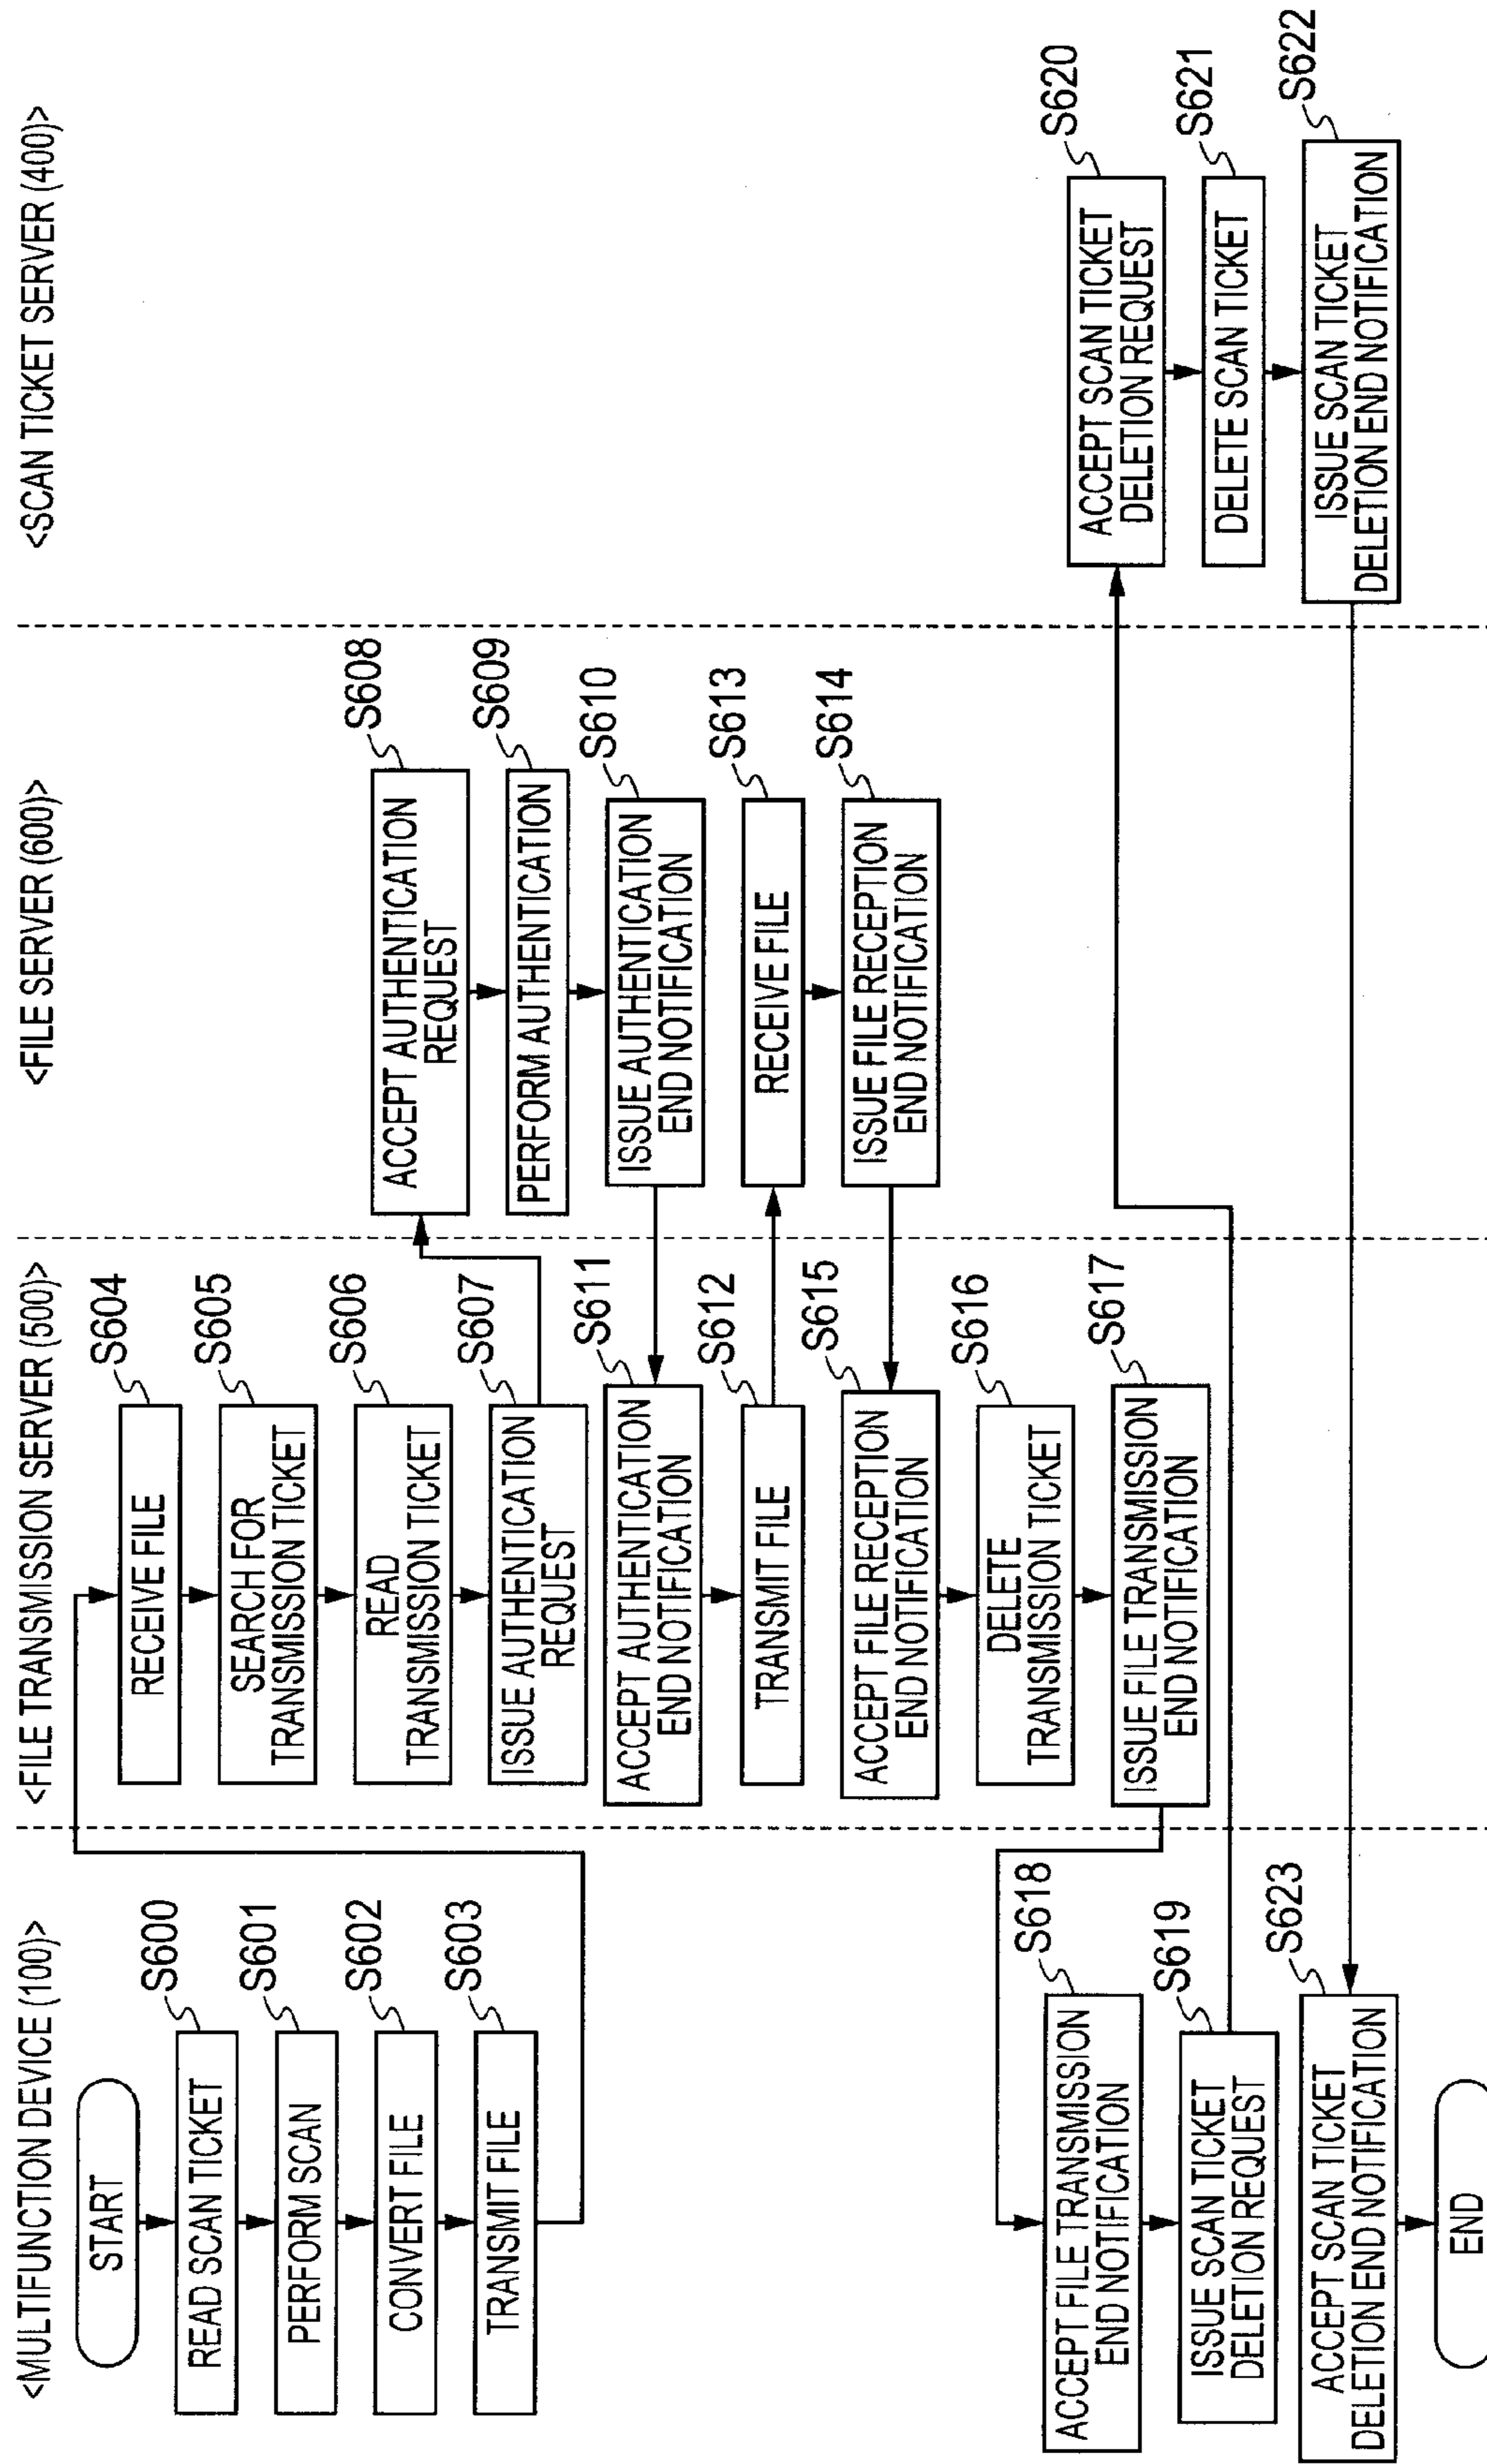 <MULTIFUNCTION DEVICE (100)>
START
READ SCAN TICKET
S600
PERFORM SCAN
S601
CONVERT FILE
S602
TRANSMIT FILE
S603
ACCEPT FILE TRANSMISSION
END NOTIFICATION
S618
ISSUE SCAN TICKET
DELETION REQUEST
S619
ACCEPT SCAN TICKET
DELETION END NOTIFICATION
S623
END
<FILE TRANSMISSION SERVER (500)>
RECEIVE FILE
S604
SEARCH FOR
TRANSMISSION TICKET
S605
READ
TRANSMISSION TICKET
S606
ISSUE AUTHENTICATION
REQUEST
S607
ACCEPT AUTHENTICATION
END NOTIFICATION
S611
TRANSMIT FILE
S612
ACCEPT FILE RECEPTION
END NOTIFICATION
S615
DELETE
TRANSMISSION TICKET
S616
ISSUE FILE TRANSMISSION
END NOTIFICATION
S617
<FILE SERVER (600)>
ACCEPT AUTHENTICATION
REQUEST
S608
PERFORM AUTHENTICATION
S609
ISSUE AUTHENTICATION
END NOTIFICATION
S610
RECEIVE FILE
S613
ISSUE FILE RECEPTION
END NOTIFICATION
S614
<SCAN TICKET SERVER (400)>
ACCEPT SCAN TICKET
DELETION REQUEST
S620
DELETE SCAN TICKET
S621
ISSUE SCAN TICKET
DELETION END NOTIFICATION
S622